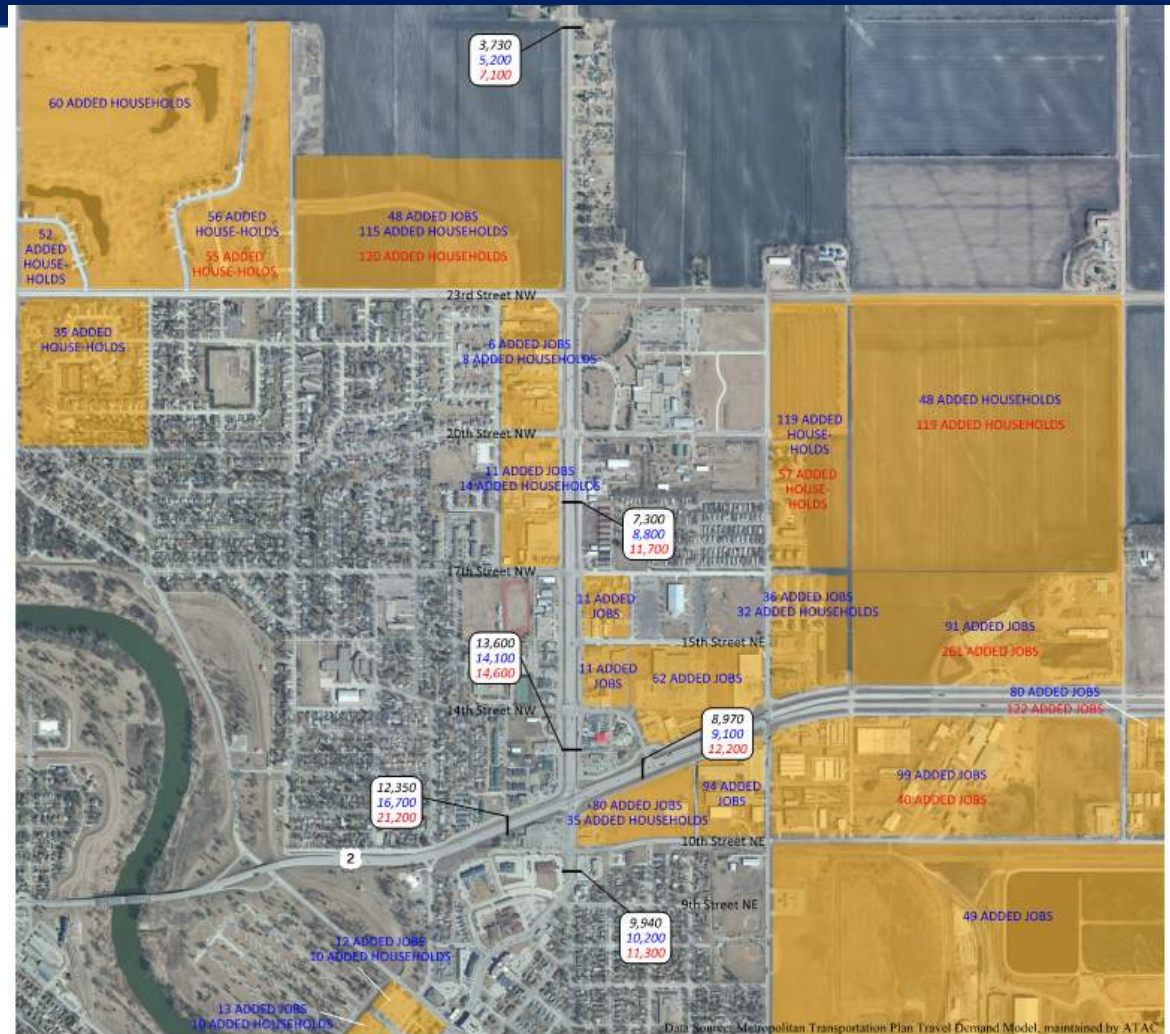 3,730
5,200
7,100
60 ADDED HOUSEHOLDS
52
ADDED
HOUSE-
HOLDS
56 ADDED
HOUSE-HOLDS
55 ADDED
HOUSE-HOLDS
48 ADDED JOBS
115 ADDED HOUSEHOLDS
120 ADDED HOUSEHOLDS
23rd Street NW
35 ADDED
HOUSE-HOLDS
-6 ADDED JOBS
8 ADDED HOUSEHOLDS
20th Street NW
11 ADDED JOBS
14 ADDED HOUSEHOLDS
119 ADDED
HOUSE-
HOLDS
57 ADDED
HOUSE-
HOLDS
48 ADDED HOUSEHOLDS
119 ADDED HOUSEHOLDS
7,300
8,800
11,700
17th Street NW
11 ADDED
JOBS
36 ADDED JOBS
32 ADDED HOUSEHOLDS
15th Street NE
91 ADDED JOBS
261 ADDED JOBS
13,600
14,100
14,600
11 ADDED
JOBS
62 ADDED JOBS
14th Street NW
80 ADDED JOBS
122 ADDED JOBS
8,970
9,100
12,200
99 ADDED JOBS
40 ADDED JOBS
12,350
16,700
21,200
-80 ADDED JOBS
35 ADDED HOUSEHOLDS
94 ADDED
JOBS
10th Street NE
2
9th Street NE
9,940
10,200
11,300
49 ADDED JOBS
12 ADDED JOBS
10 ADDED HOUSEHOLDS
13 ADDED JOBS
10 ADDED HOUSEHOLDS
Data Source: Metropolitan Transportation Plan Travel Demand Model, maintained by ATAC